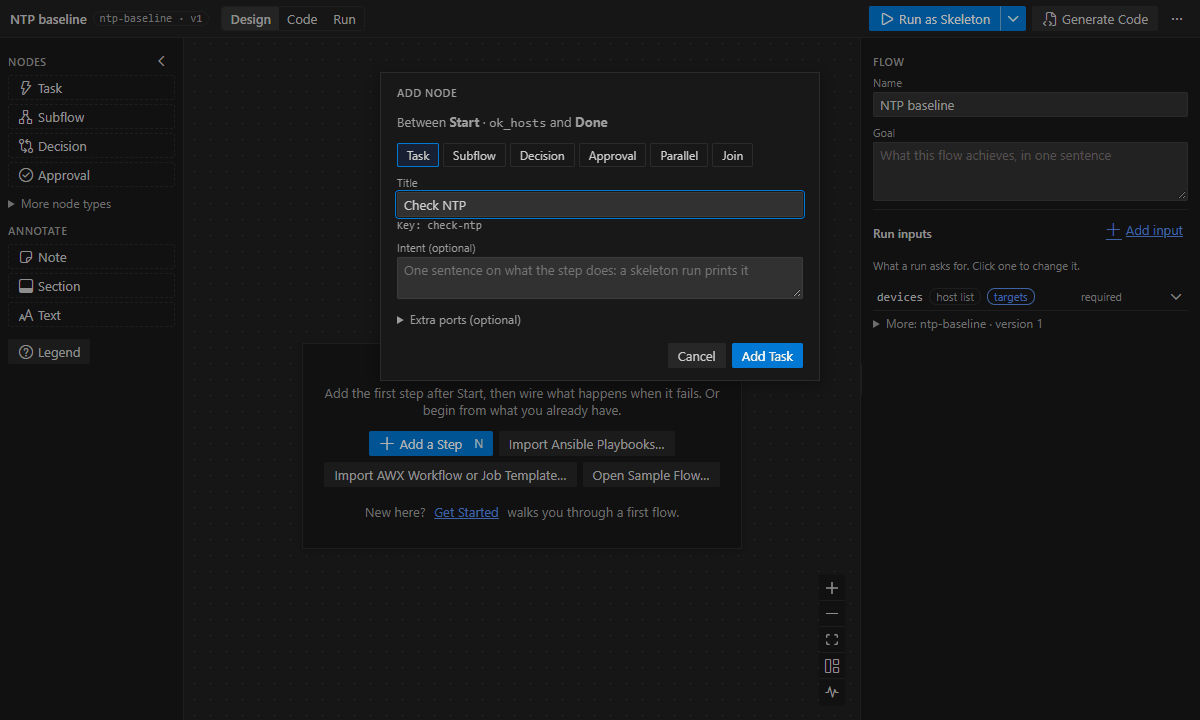 NTP baseline ntp-baseline · v1 Design Code Run Run as Skeleton Generate Code ...
NODES
Task
Subflow
Decision
Approval
More node types
ANNOTATE
Note
Section
Text
Legend
ADD NODE
Between Start · ok_hosts and Done
Task Subflow Decision Approval Parallel Join
Title
Check NTP
Key: check-ntp
Intent (optional)
One sentence on what the step does: a skeleton run prints it
Extra ports (optional)
Cancel Add Task
Add the first step after Start, then wire what happens when it fails. Or
begin from what you already have.
Add a Step N Import Ansible Playbooks...
Import AWX Workflow or Job Template... Open Sample Flow...
New here? Get Started walks you through a first flow.
FLOW
Name
NTP baseline
Goal
What this flow achieves, in one sentence
Run inputs Add input
What a run asks for. Click one to change it.
devices host list targets required
More: ntp-baseline · version 1